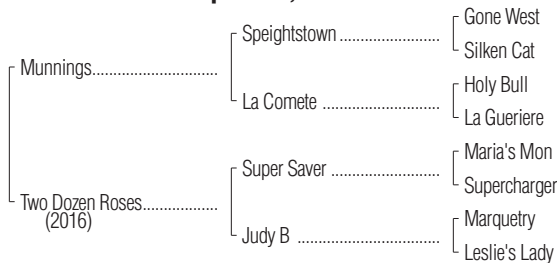 Gone West
Speightstown
Silken Cat
Munnings
Holy Bull
La Comete
La Gueriere
Maria's Mon
Super Saver
Supercharger
Two Dozen Roses
(2016)
Marquetry
Judy B
Leslie's Lady